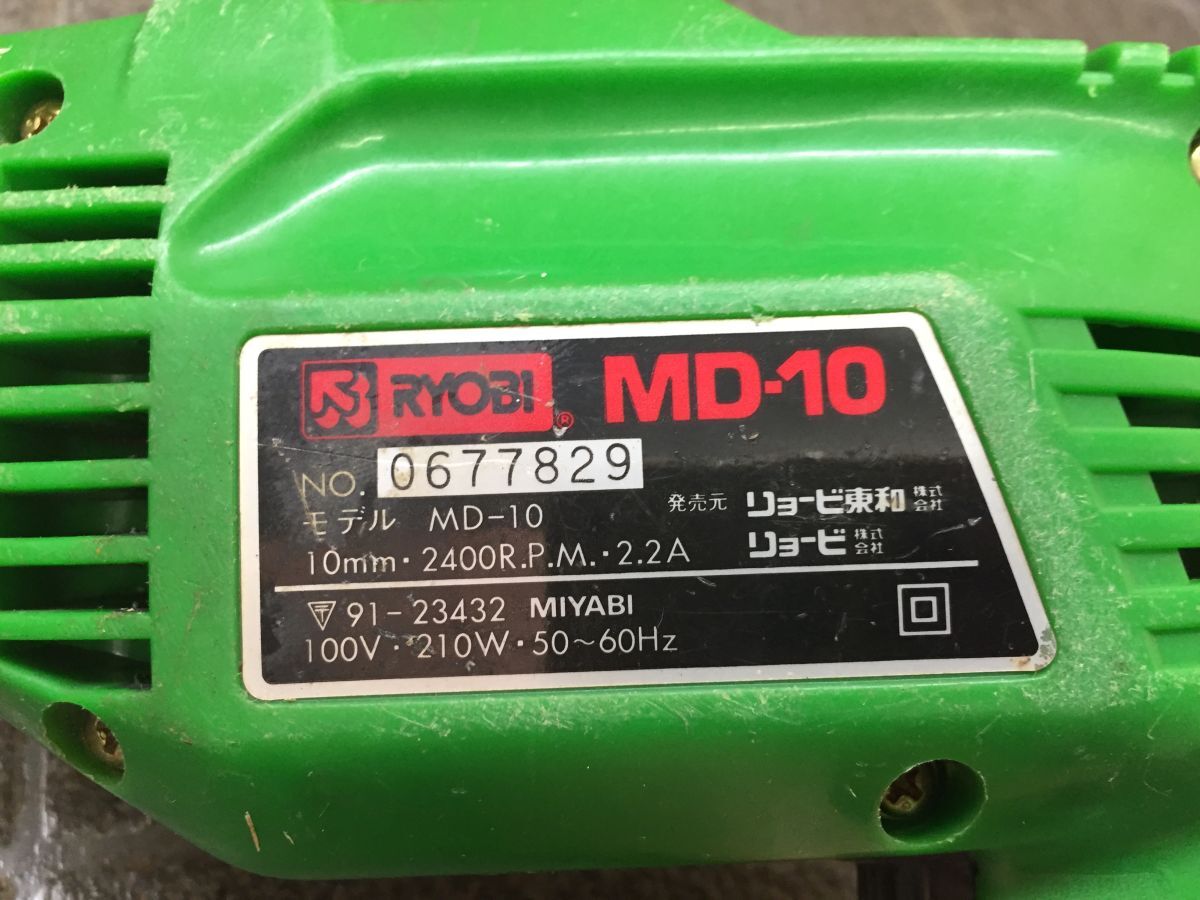 RYOBI® MD-10
NO. 0677829
モデル MD-10
10mm・2400R.P.M.・2.2A
発売元 リョービ東和株式会社
リョービ株式会社
〒 91-23432 MIYABI
100V・210W・50~60Hz